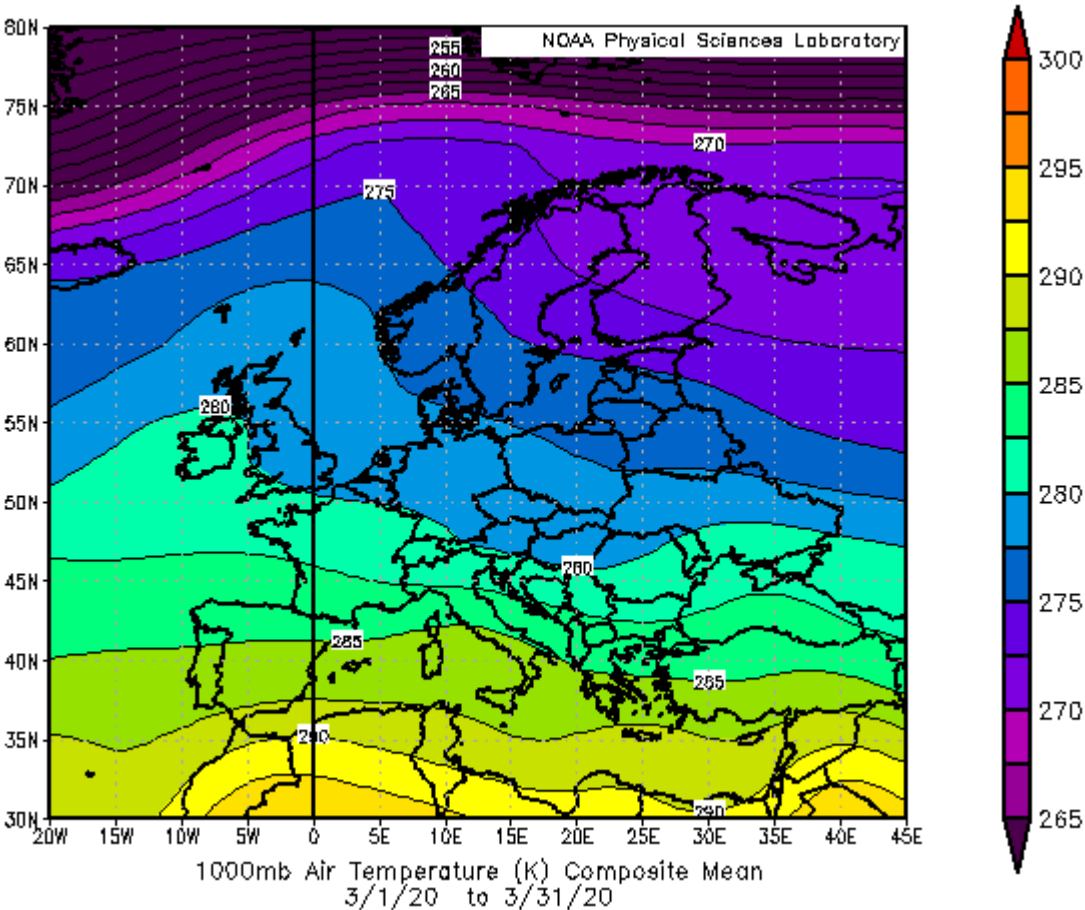 80N
255
NOAA Physical Sciences Laboratory
260
265
75N
270
70N
275
65N
60N
280
55N
50N
280
45N
285
40N
285
35N
290
290
30N
20W 15W 10W 5W 0 5E 10E 15E 20E 25E 30E 35E 40E 45E
1000mb Air Temperature (K) Composite Mean
3/1/20 to 3/31/20
300
295
290
285
280
275
270
265